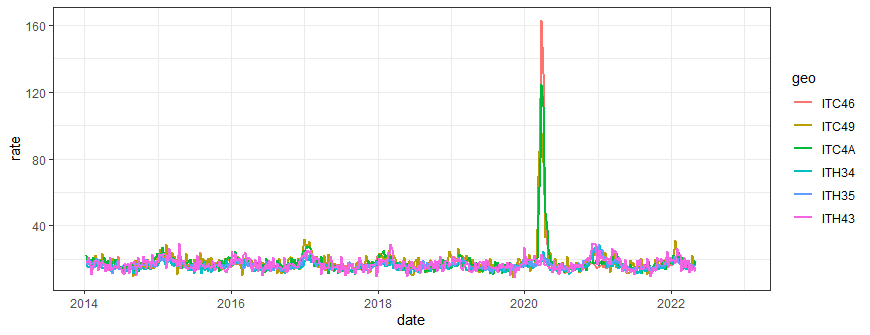 160
120
80
40
rate
2014
2016
2018
2020
2022
date
geo
ITC46
ITC49
ITC4A
ITH34
ITH35
ITH43